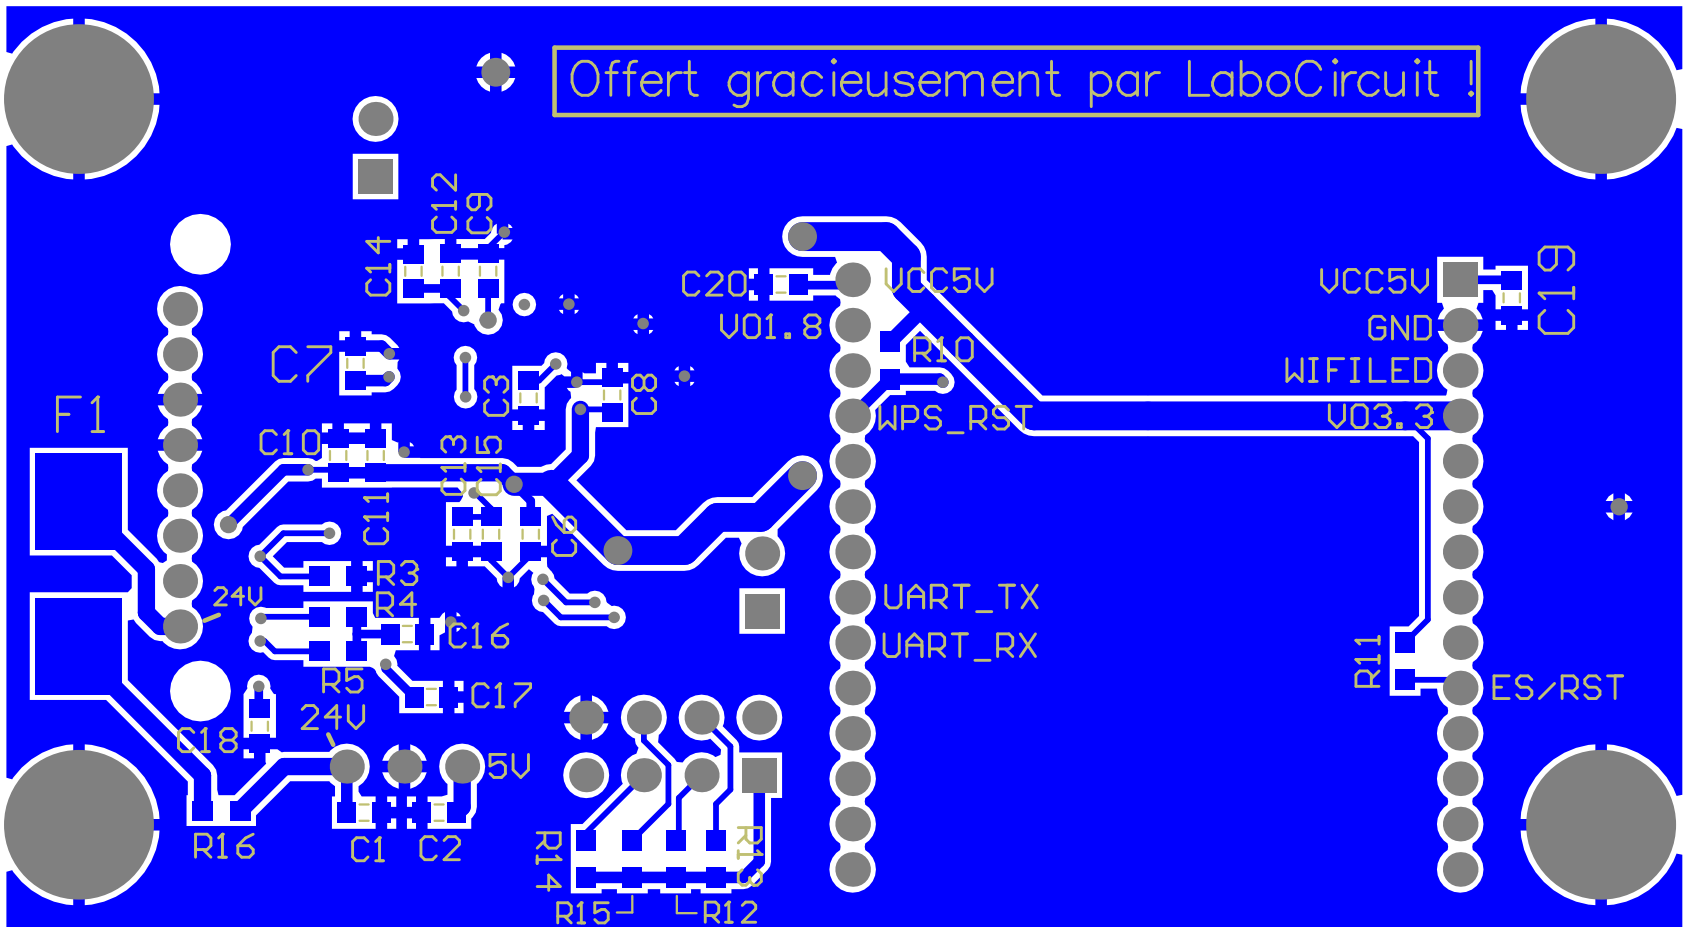 Offert gracieusement par LaboCircuit !
C12
C9
C14
C20
VCC5V
VCC5V
C19
VO1.8
GND
R10
C7
WIFILED
C3
C8
F1
WPS_RST
VO3.3
C10
C13
C15
C11
C6
R3
24V
R4
UART_TX
C16
UART_RX
R11
R5
C17
ES/RST
24V
C18
5V
R16
C1
C2
R14
R13
R15
R12